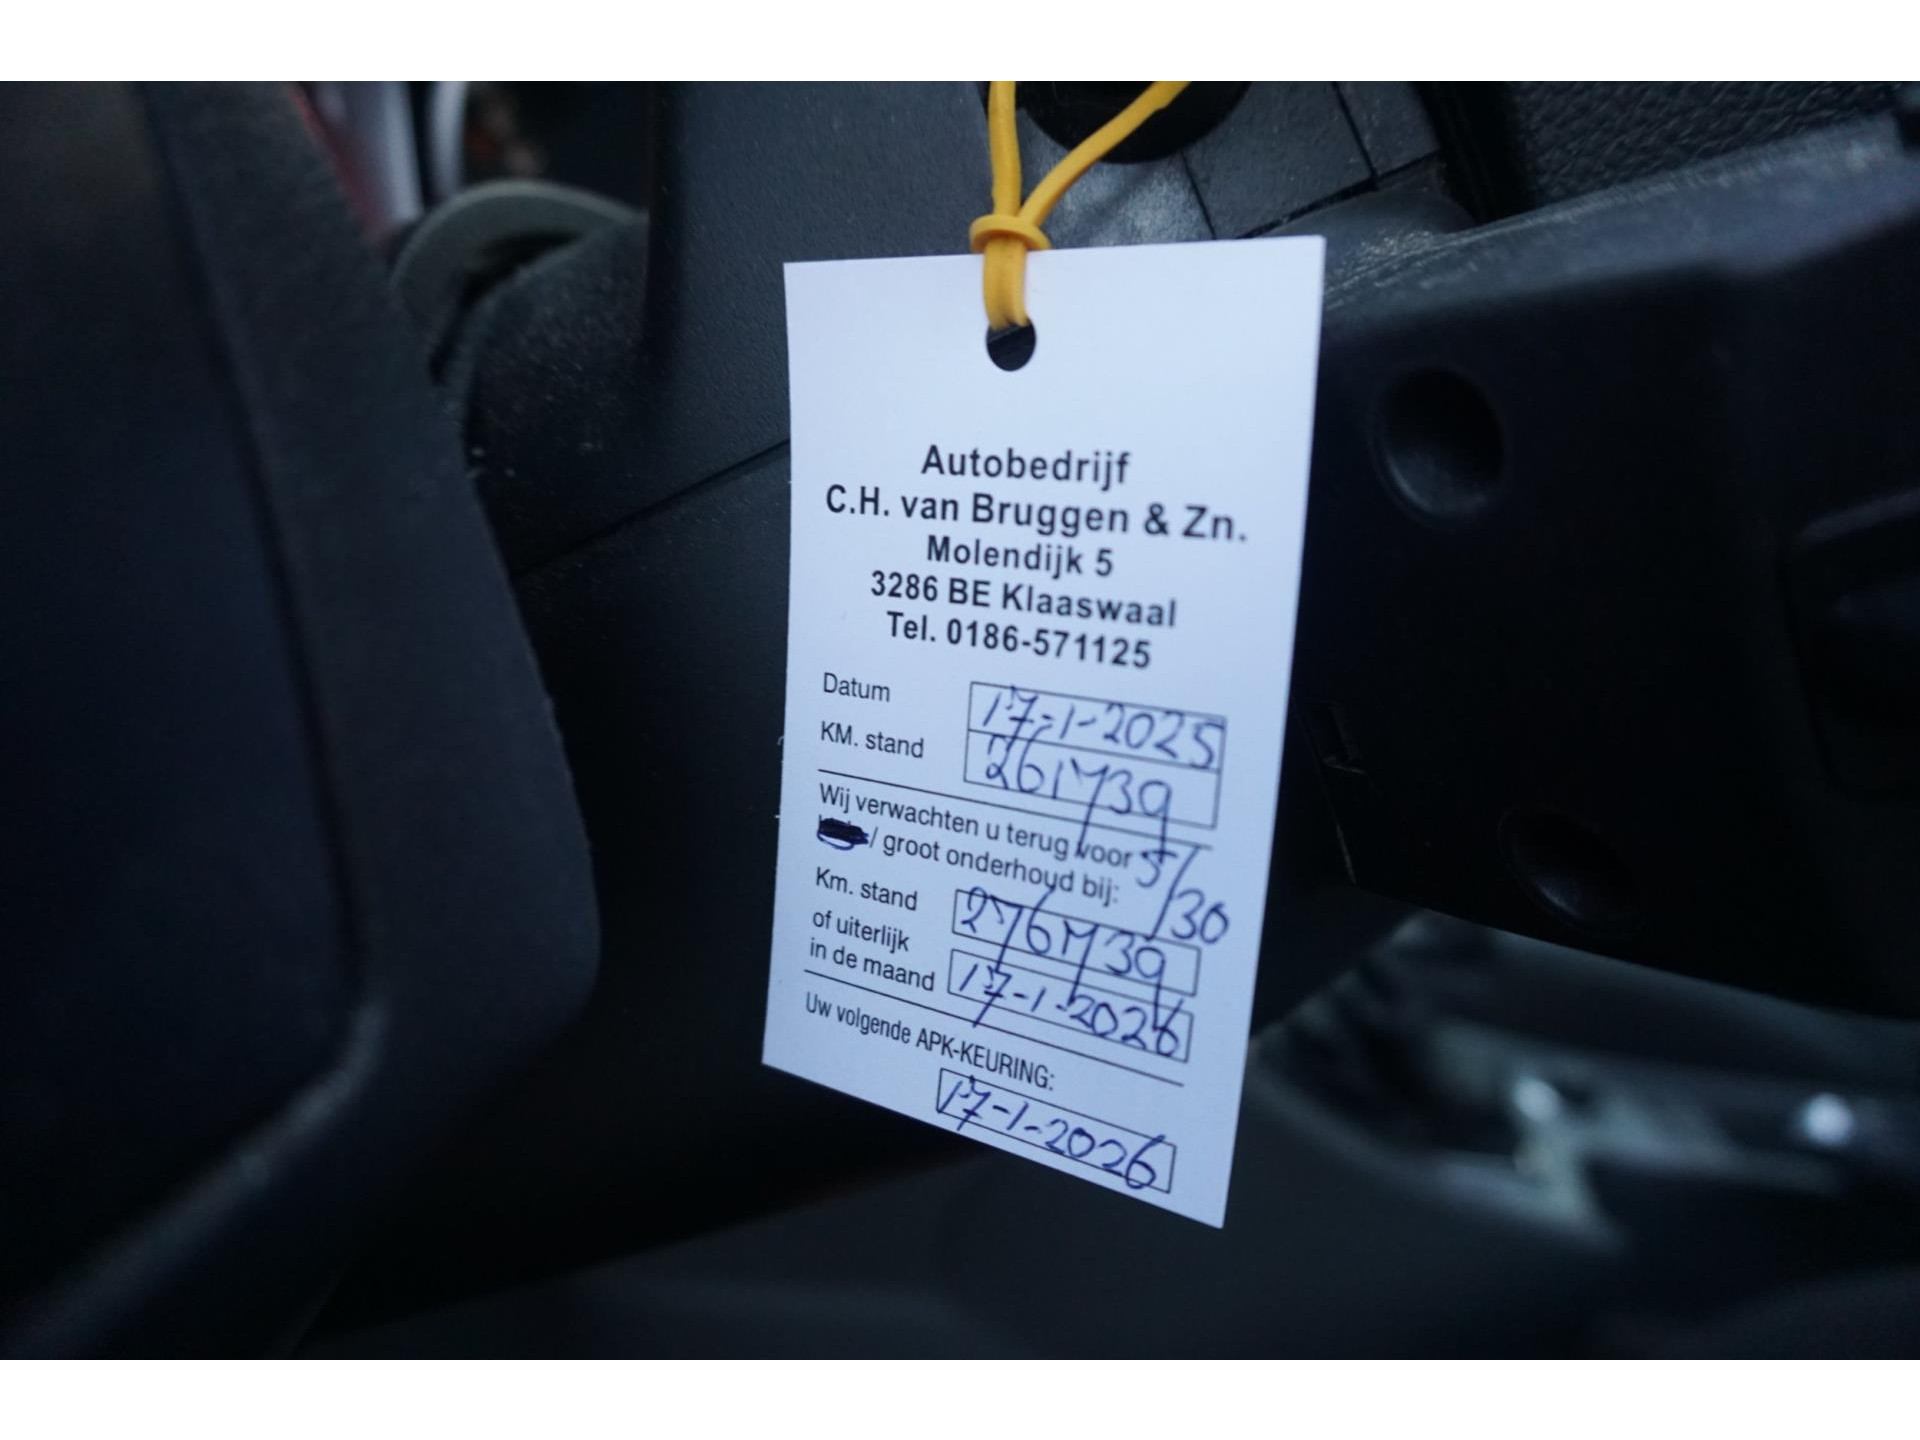 Autobedrijf
C.H. van Bruggen & Zn.
Molendijk 5
3286 BE Klaaswaal
Tel. 0186-571125
Datum 17-1-2025
KM. stand 261739
Wij verwachten u terug voor 5/30
/ groot onderhoud bij:
Km. stand 276739
of uiterlijk
in de maand 17-1-2026
Uw volgende APK-KEURING:
17-1-2026